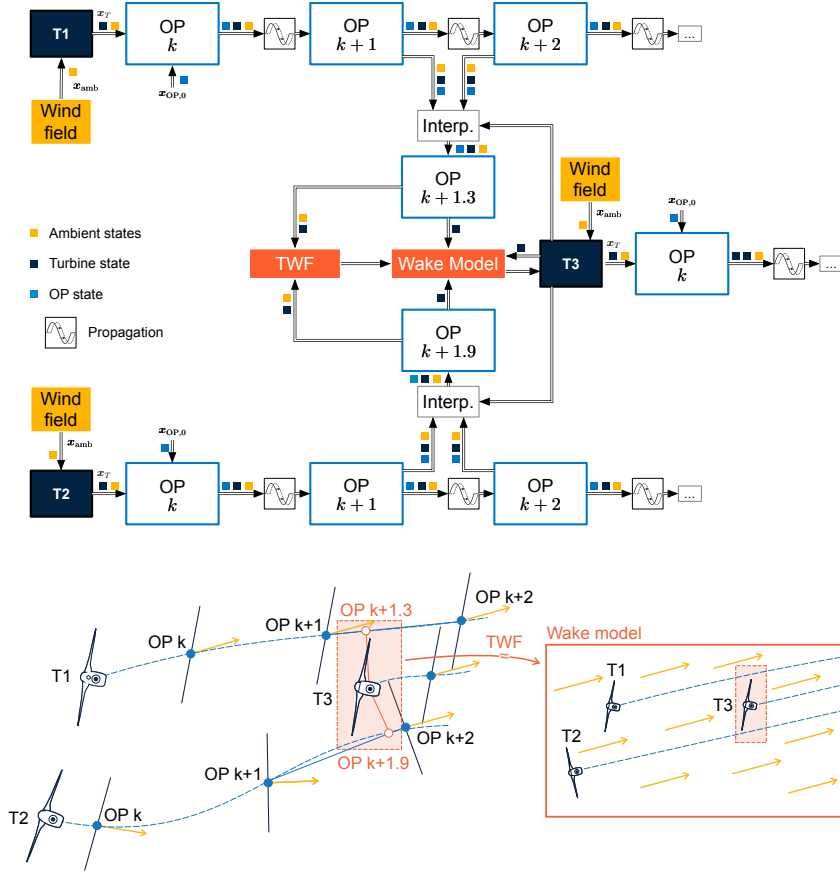 x_T
T1
OP
k
OP
k + 1
OP
k + 2
...
x_amb
x_OP,0
Wind
field
Interp.
OP
k + 1.3
Wind
field
x_OP,0
x_amb
Ambient states
Turbine state
OP state
Propagation
TWF
Wake Model
T3
x_T
OP
k
...
OP
k + 1.9
Wind
field
Interp.
x_amb
x_OP,0
x_T
T2
OP
k
OP
k + 1
OP
k + 2
...
OP k+2
OP k+1
OP k+1.3
OP k
TWF
≈
Wake model
T1
T3
T1
T3
T2
OP k+2
OP k+1.9
OP k+1
T2
OP k